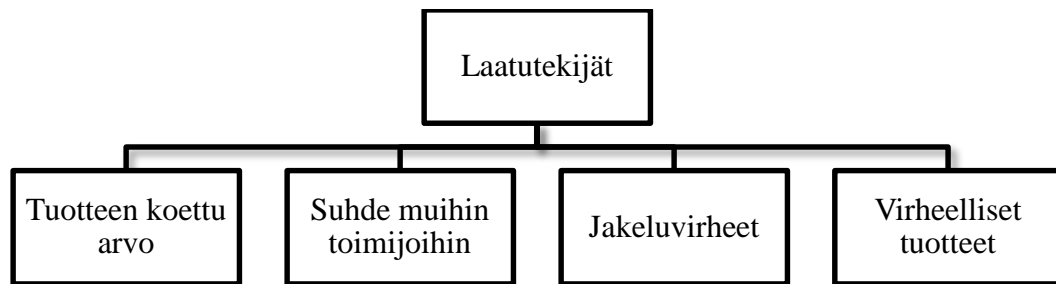 Laatutekijät
Tuotteen koettu
arvo
Suhde muihin
toimijoihin
Jakeluvirheet
Virheelliset
tuotteet